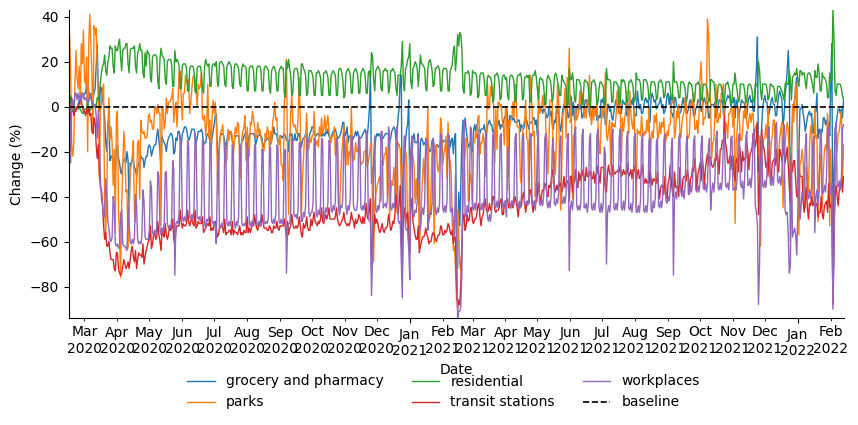 40
20
0
−20
−40
−60
−80
Change (%)
Mar Apr May Jun Jul Aug Sep Oct Nov Dec Jan Feb Mar Apr May Jun Jul Aug Sep Oct Nov Dec Jan Feb
2020 2020 2020 2020 2020 2020 2020 2020 2020 2020 2021 2021 2021 2021 2021 2021 2021 2021 2021 2021 2021 2021 2022 2022
Date
grocery and pharmacy residential workplaces
parks transit stations baseline